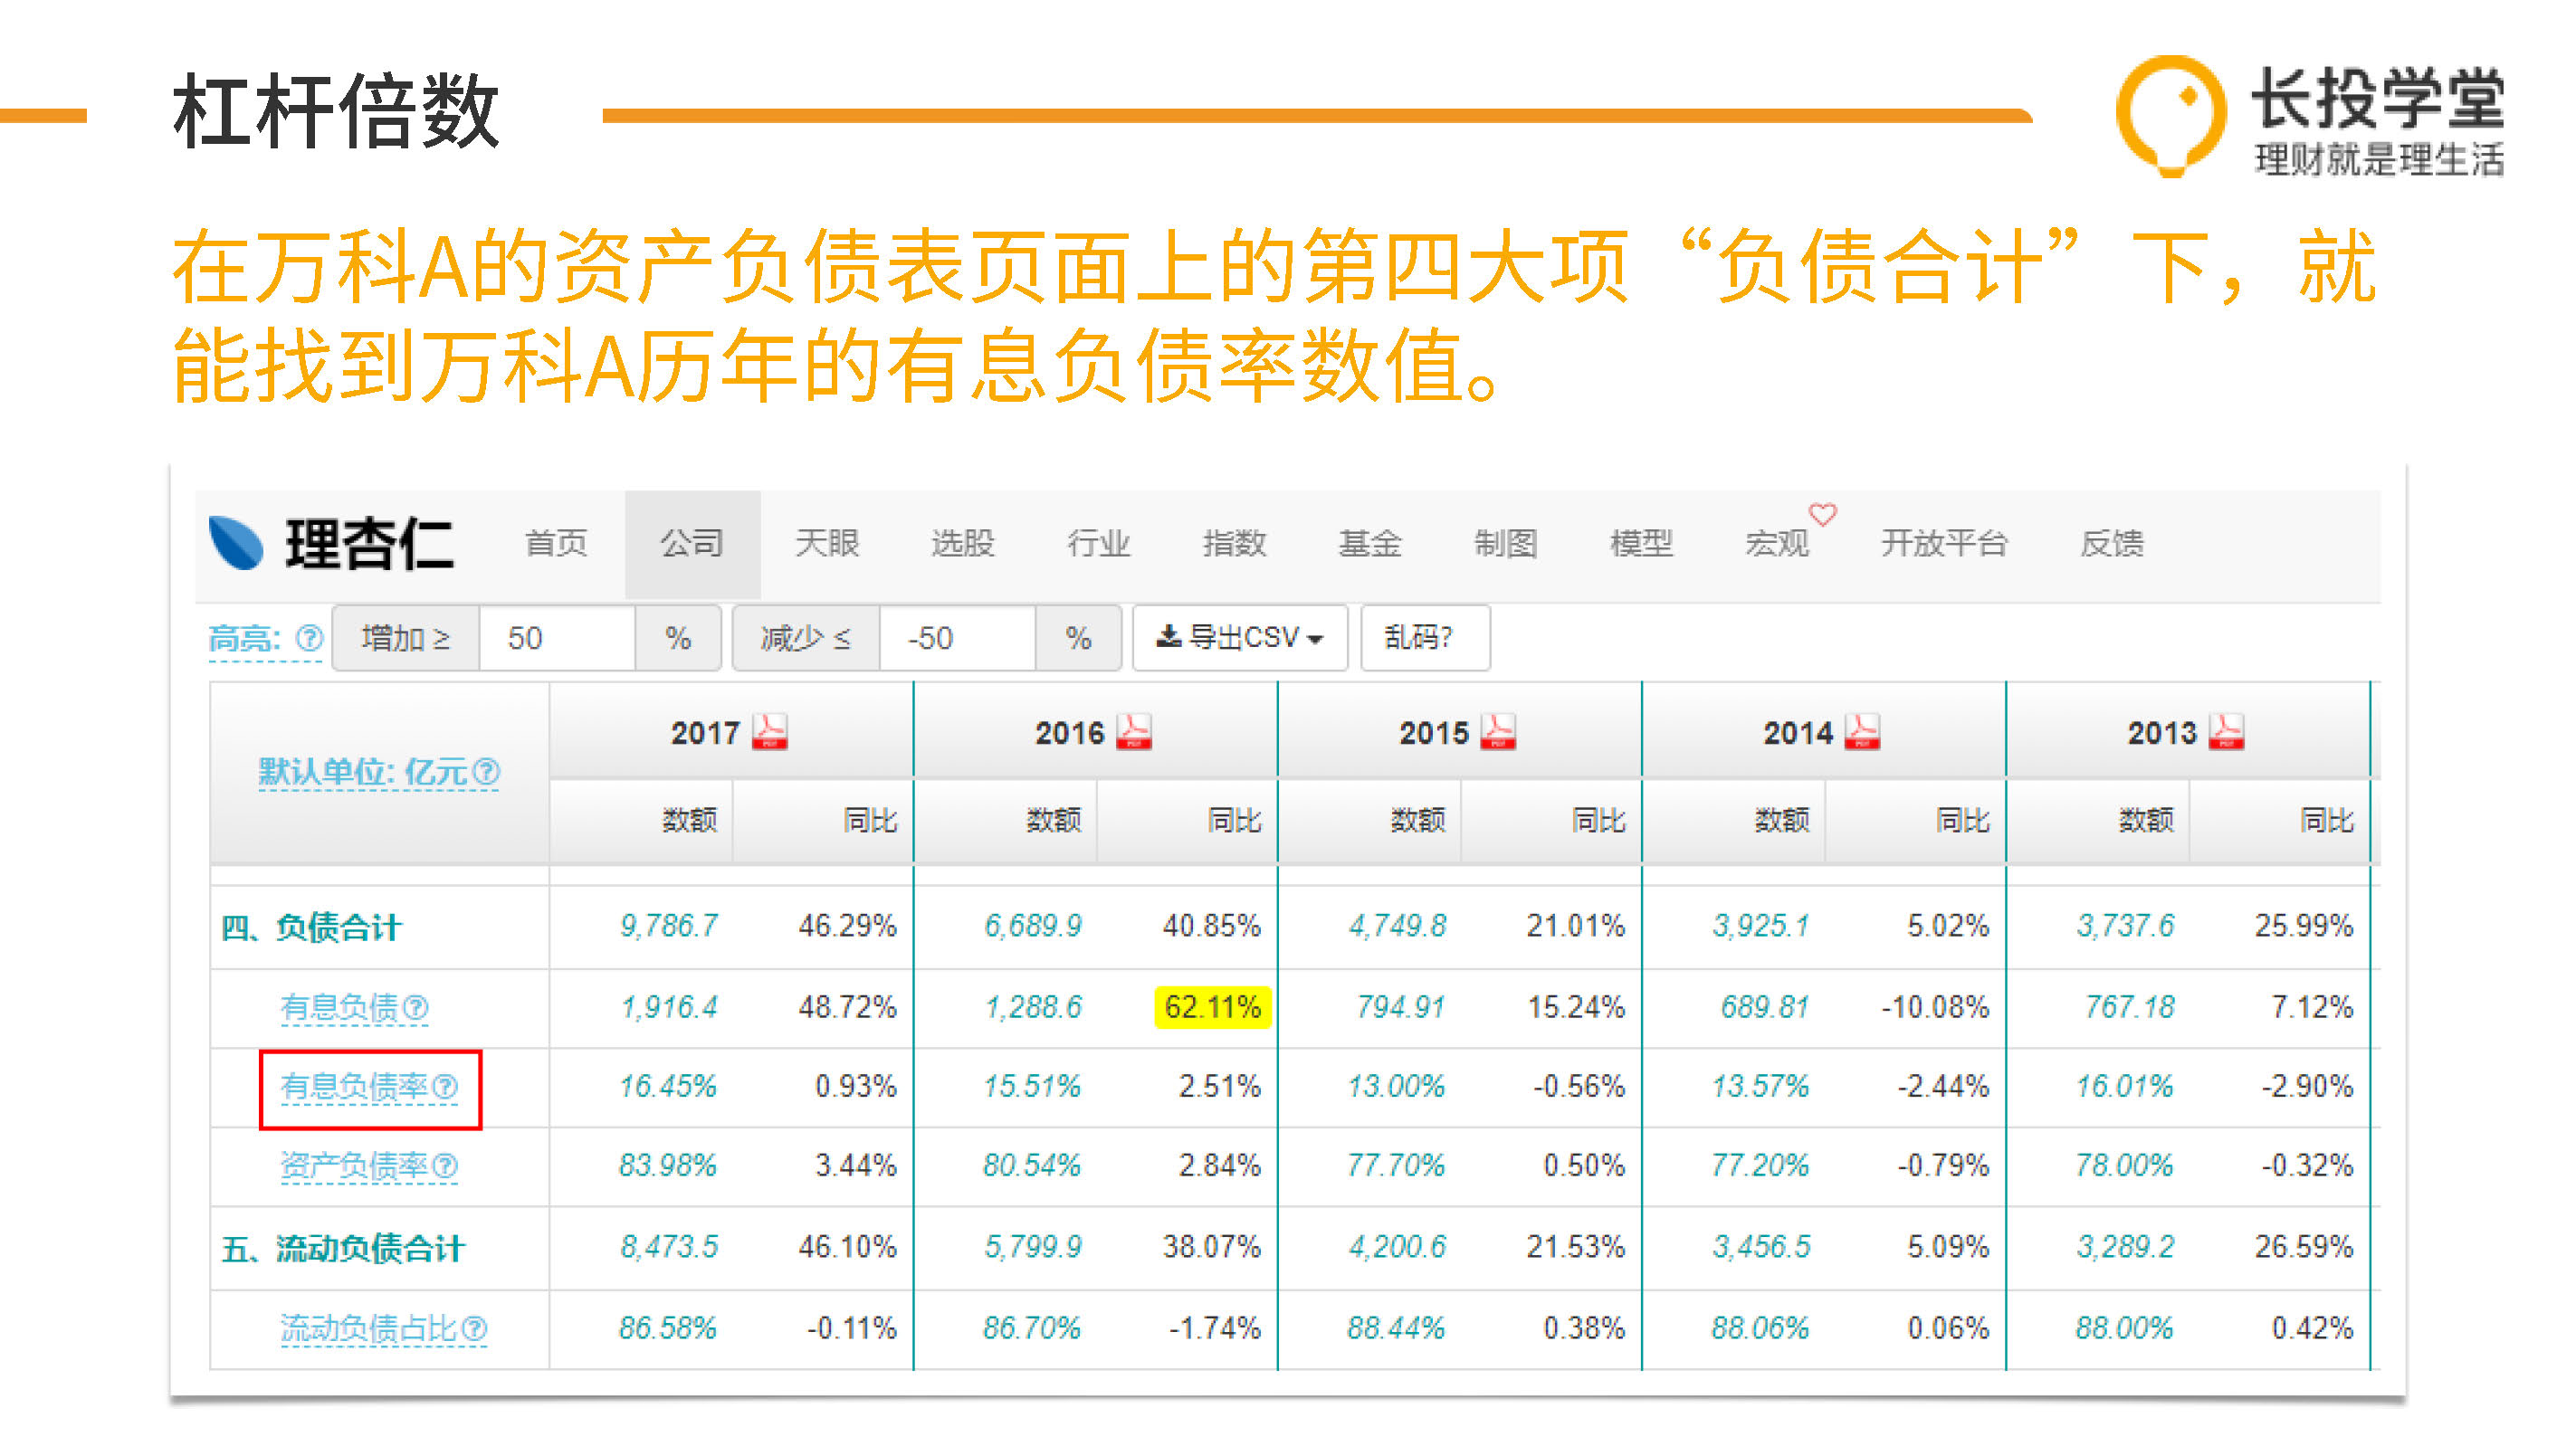 杠杆倍数
长投学堂
理财就是理生活
在万科A的资产负债表页面上的第四大项“负债合计”下，就
能找到万科A历年的有息负债率数值。
理杏仁 首页 公司 天眼 选股 行业 指数 基金 制图 模型 宏观 开放平台 反馈
高亮: 增加 ≥ 50 % 减少 ≤ -50 % 导出CSV 乱码?
默认单位: 亿元 2017 2016 2015 2014 2013
数额 同比 数额 同比 数额 同比 数额 同比 数额 同比
四、负债合计 9,786.7 46.29% 6,689.9 40.85% 4,749.8 21.01% 3,925.1 5.02% 3,737.6 25.99%
有息负债 1,916.4 48.72% 1,288.6 62.11% 794.91 15.24% 689.81 -10.08% 767.18 7.12%
有息负债率 16.45% 0.93% 15.51% 2.51% 13.00% -0.56% 13.57% -2.44% 16.01% -2.90%
资产负债率 83.98% 3.44% 80.54% 2.84% 77.70% 0.50% 77.20% -0.79% 78.00% -0.32%
五、流动负债合计 8,473.5 46.10% 5,799.9 38.07% 4,200.6 21.53% 3,456.5 5.09% 3,289.2 26.59%
流动负债占比 86.58% -0.11% 86.70% -1.74% 88.44% 0.38% 88.06% 0.06% 88.00% 0.42%